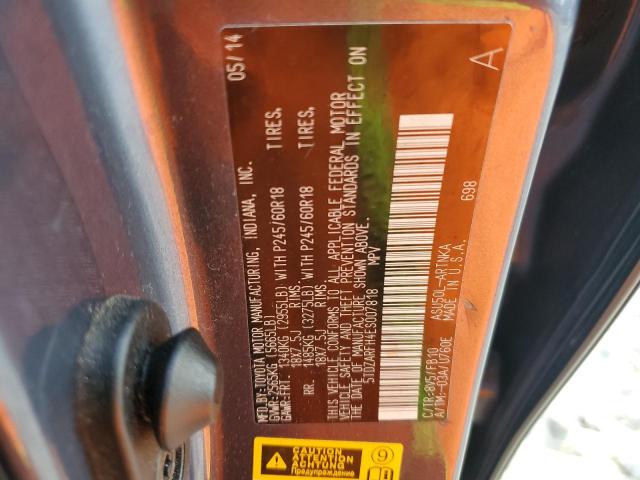 MFD.BY:TOYOTA MOTOR MANUFACTURING, INDIANA, INC. 05/14
GVWR:2565KG(5655LB)
GAWR:FRT. 1340KG(2955LB) WITH P245/60R18 TIRES,
18X7.5J RIMS.
RR. 1485KG(3275LB) WITH P245/60R18 TIRES,
18X7.5J RIMS.
THIS VEHICLE CONFORMS TO ALL APPLICABLE FEDERAL MOTOR
VEHICLE SAFETY AND THEFT PREVENTION STANDARDS IN EFFECT ON
THE DATE OF MANUFACTURE SHOWN ABOVE.
5TDZARFH4ES007818 MPV A
C/TR:8V5/FB10 ASU50L-ARTNKA
A/TM:-03A/U760E MADE IN U.S.A. 698
CAUTION
ATTENTION
ACHTUNG
Предупреждение